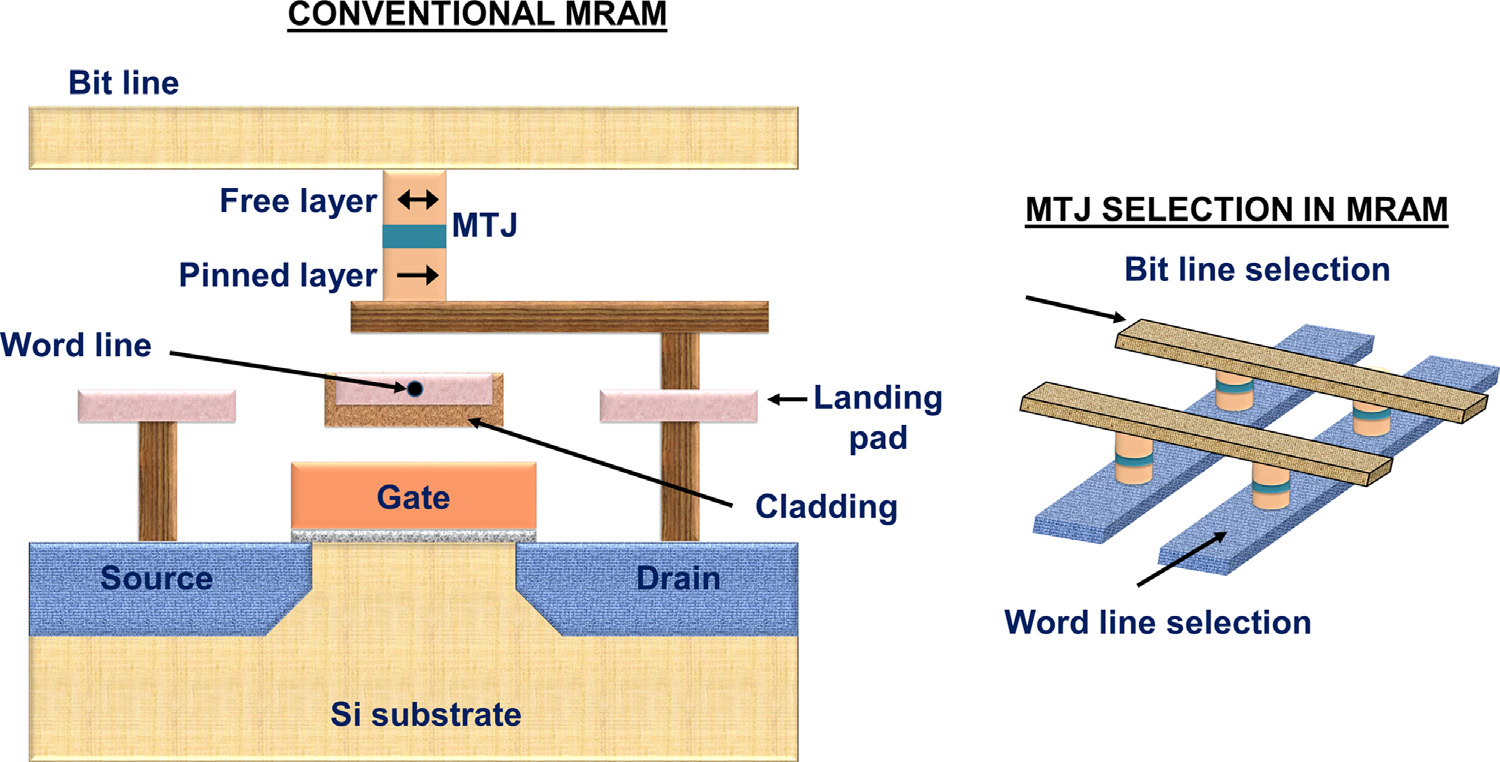 CONVENTIONAL MRAM
Bit line
Free layer
MTJ
Pinned layer
Word line
Landing
pad
Gate
Cladding
Source
Drain
Si substrate
MTJ SELECTION IN MRAM
Bit line selection
Word line selection